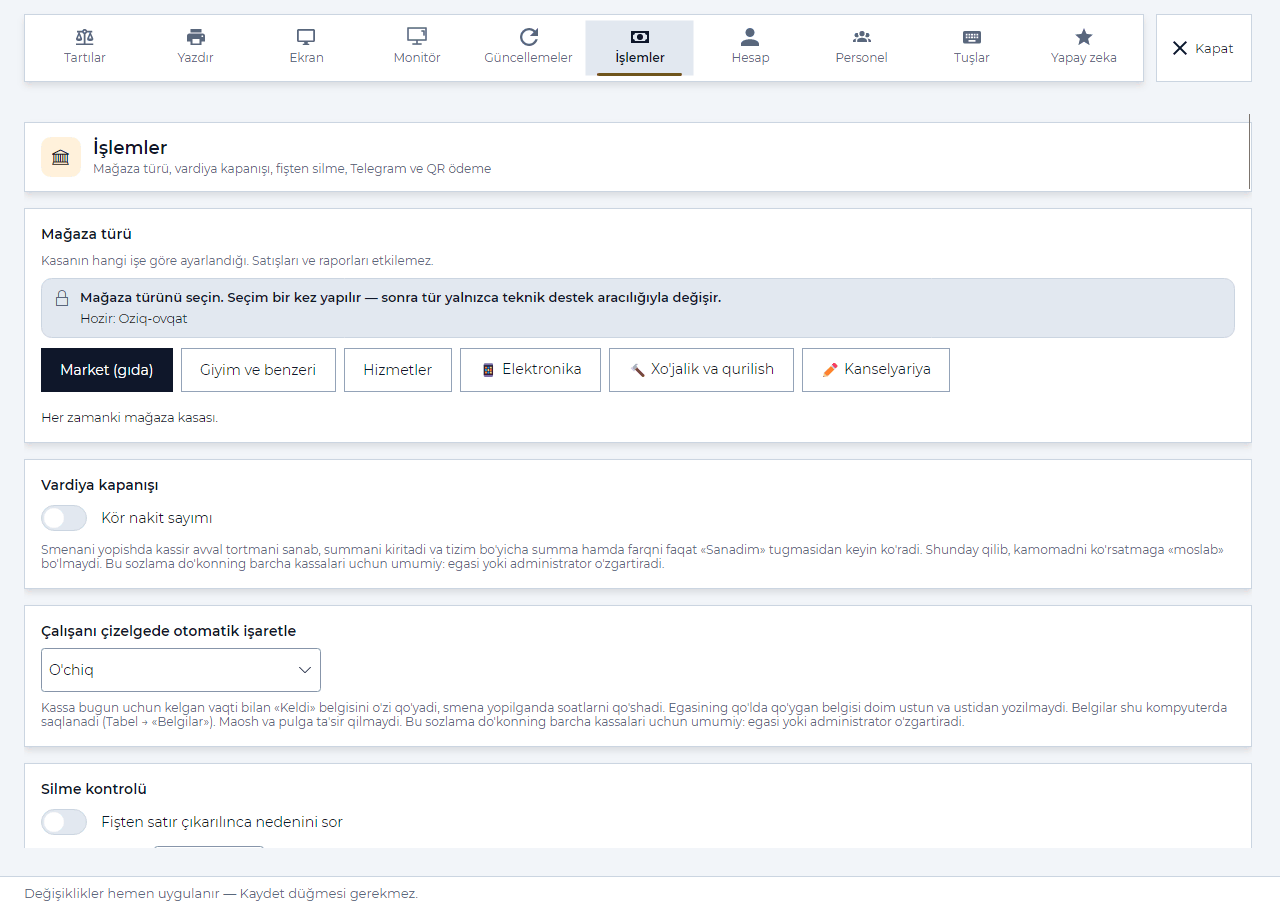 Tartılar
Yazdır
Ekran
Monitör
Güncellemeler
İşlemler
Hesap
Personel
Tuşlar
Yapay zeka
Kapat
İşlemler
Mağaza türü, vardiya kapanışı, fişten silme, Telegram ve QR ödeme
Mağaza türü
Kasanın hangi işe göre ayarlandığı. Satışları ve raporları etkilemez.
Mağaza türünü seçin. Seçim bir kez yapılır — sonra tür yalnızca teknik destek aracılığıyla değişir.
Hozir: Oziq-ovqat
Market (gıda)
Giyim ve benzeri
Hizmetler
Elektronika
Xo'jalik va qurilish
Kanselyariya
Her zamanki mağaza kasası.
Vardiya kapanışı
Kör nakit sayımı
Smenani yopishda kassir avval tortmani sanab, summani kiritadi va tizim bo'yicha summa hamda farqni faqat «Sanadim» tugmasidan keyin ko'radi. Shunday qilib, kamomadni ko'rsatmaga «moslab»
bo'lmaydi. Bu sozlama do'konning barcha kassalari uchun umumiy: egasi yoki administrator o'zgartiradi.
Çalışanı çizelgede otomatik işaretle
O'chiq
Kassa bugun uchun kelgan vaqti bilan «Keldi» belgisini o'zi qo'yadi, smena yopilganda soatlarni qo'shadi. Egasining qo'lda qo'ygan belgisi doim ustun va ustidan yozilmaydi. Belgilar shu kompyuterda
saqlanadi (Tabel → «Belgilar»). Maosh va pulga ta'sir qilmaydi. Bu sozlama do'konning barcha kassalari uchun umumiy: egasi yoki administrator o'zgartiradi.
Silme kontrolü
Fişten satır çıkarılınca nedenini sor
Değişiklikler hemen uygulanır — Kaydet düğmesi gerekmez.